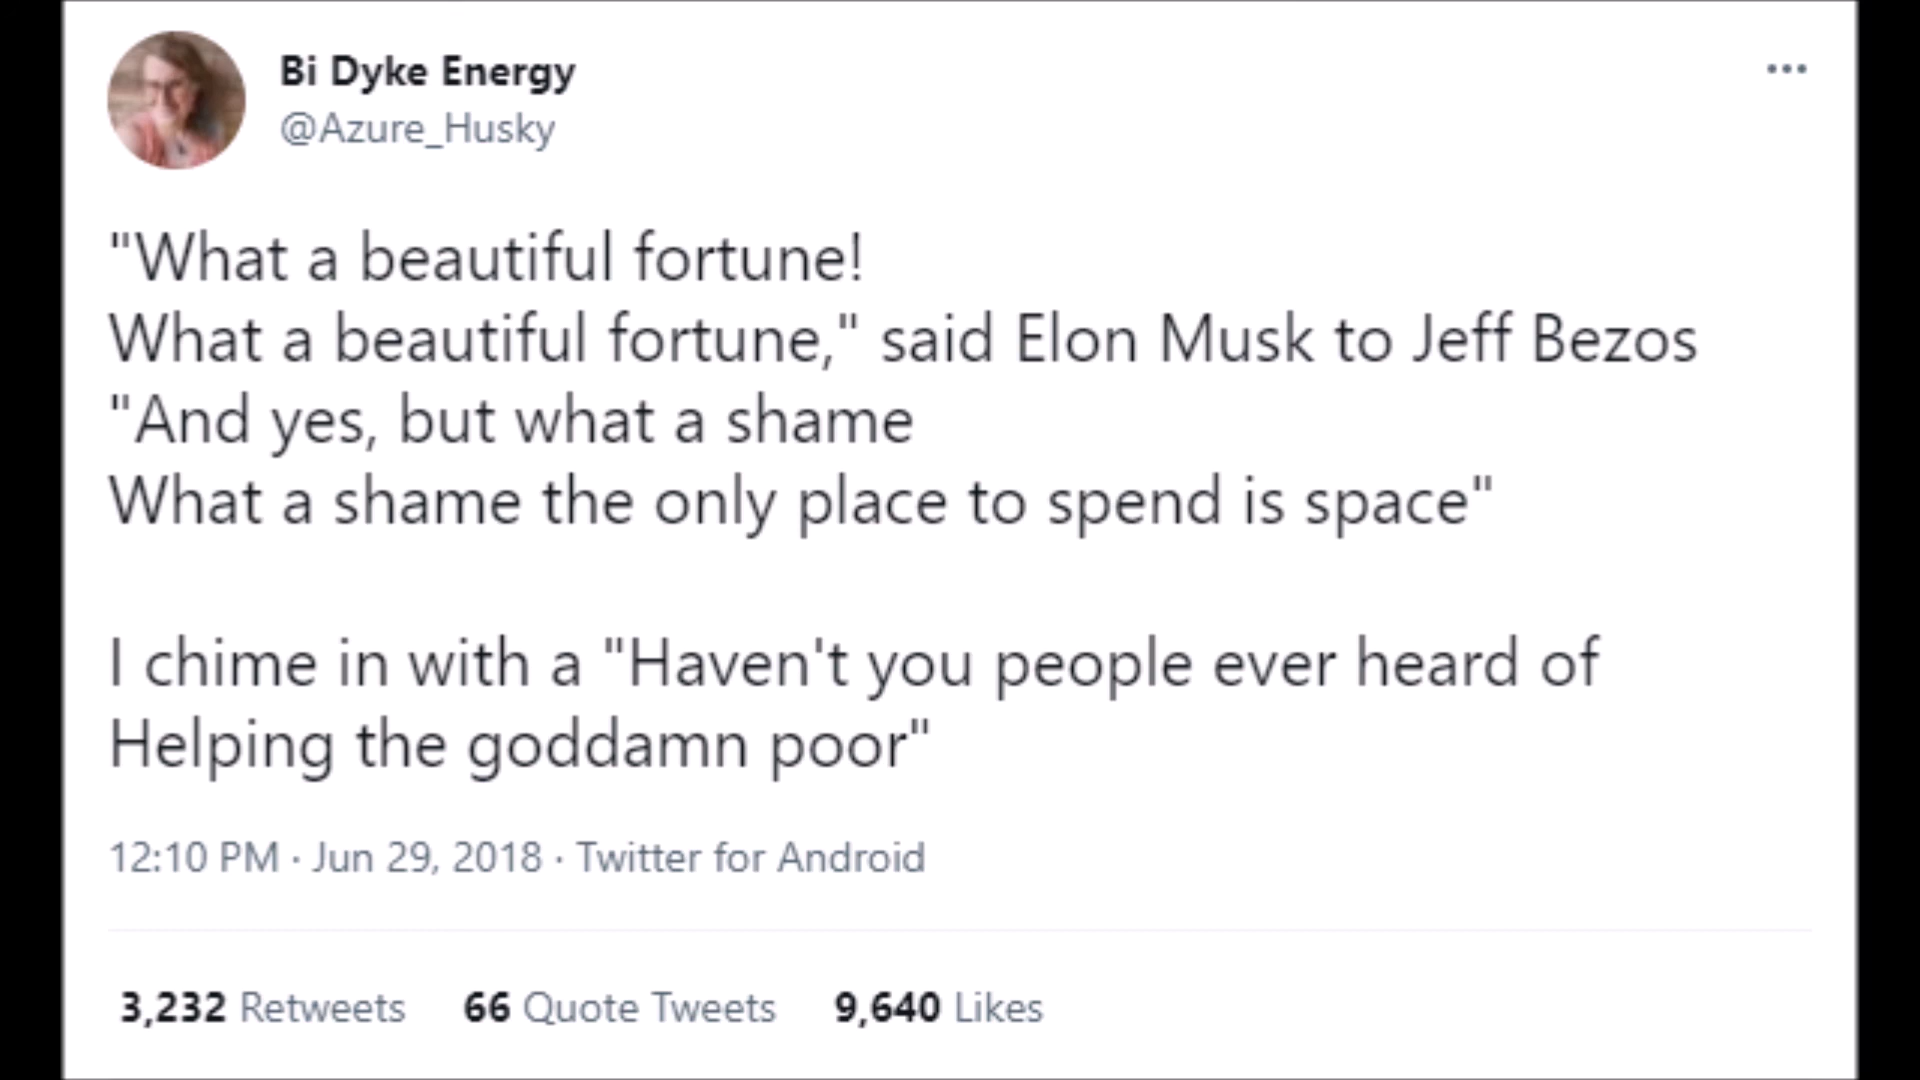 Bi Dyke Energy
@Azure_Husky
"What a beautiful fortune!
What a beautiful fortune," said Elon Musk to Jeff Bezos
"And yes, but what a shame
What a shame the only place to spend is space"
I chime in with a "Haven't you people ever heard of
Helping the goddamn poor"
12:10 PM · Jun 29, 2018 · Twitter for Android
3,232 Retweets 66 Quote Tweets 9,640 Likes